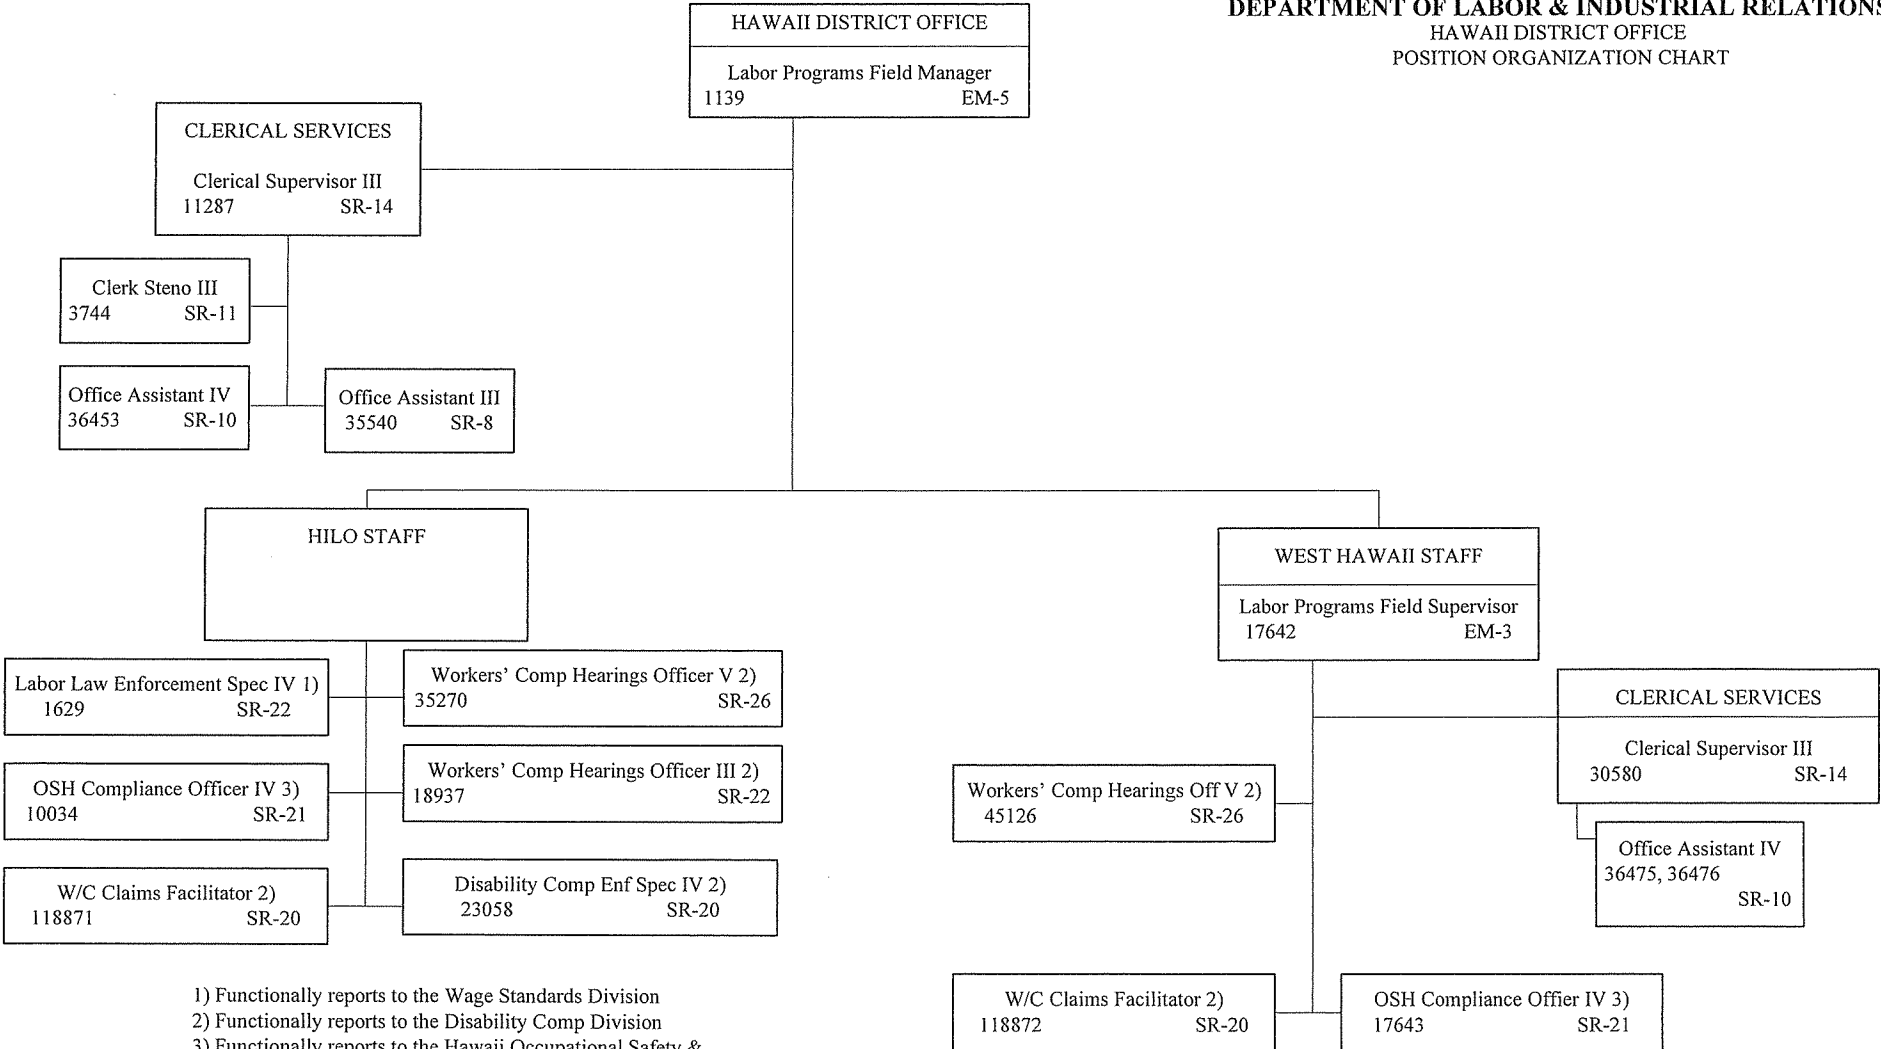 DEPARTMENT OF LABOR & INDUSTRIAL RELATIONS
HAWAII DISTRICT OFFICE
POSITION ORGANIZATION CHART
HAWAII DISTRICT OFFICE
Labor Programs Field Manager
1139 EM-5
CLERICAL SERVICES
Clerical Supervisor III
11287 SR-14
Clerk Steno III
3744 SR-11
Office Assistant IV
36453 SR-10
Office Assistant III
35540 SR-8
HILO STAFF
Labor Law Enforcement Spec IV 1)
1629 SR-22
Workers' Comp Hearings Officer V 2)
35270 SR-26
OSH Compliance Officer IV 3)
10034 SR-21
Workers' Comp Hearings Officer III 2)
18937 SR-22
W/C Claims Facilitator 2)
118871 SR-20
Disability Comp Enf Spec IV 2)
23058 SR-20
WEST HAWAII STAFF
Labor Programs Field Supervisor
17642 EM-3
CLERICAL SERVICES
Clerical Supervisor III
30580 SR-14
Office Assistant IV
36475, 36476
SR-10
Workers' Comp Hearings Off V 2)
45126 SR-26
W/C Claims Facilitator 2)
118872 SR-20
OSH Compliance Offier IV 3)
17643 SR-21
1) Functionally reports to the Wage Standards Division
2) Functionally reports to the Disability Comp Division
3) Functionally reports to the Hawaii Occupational Safety &